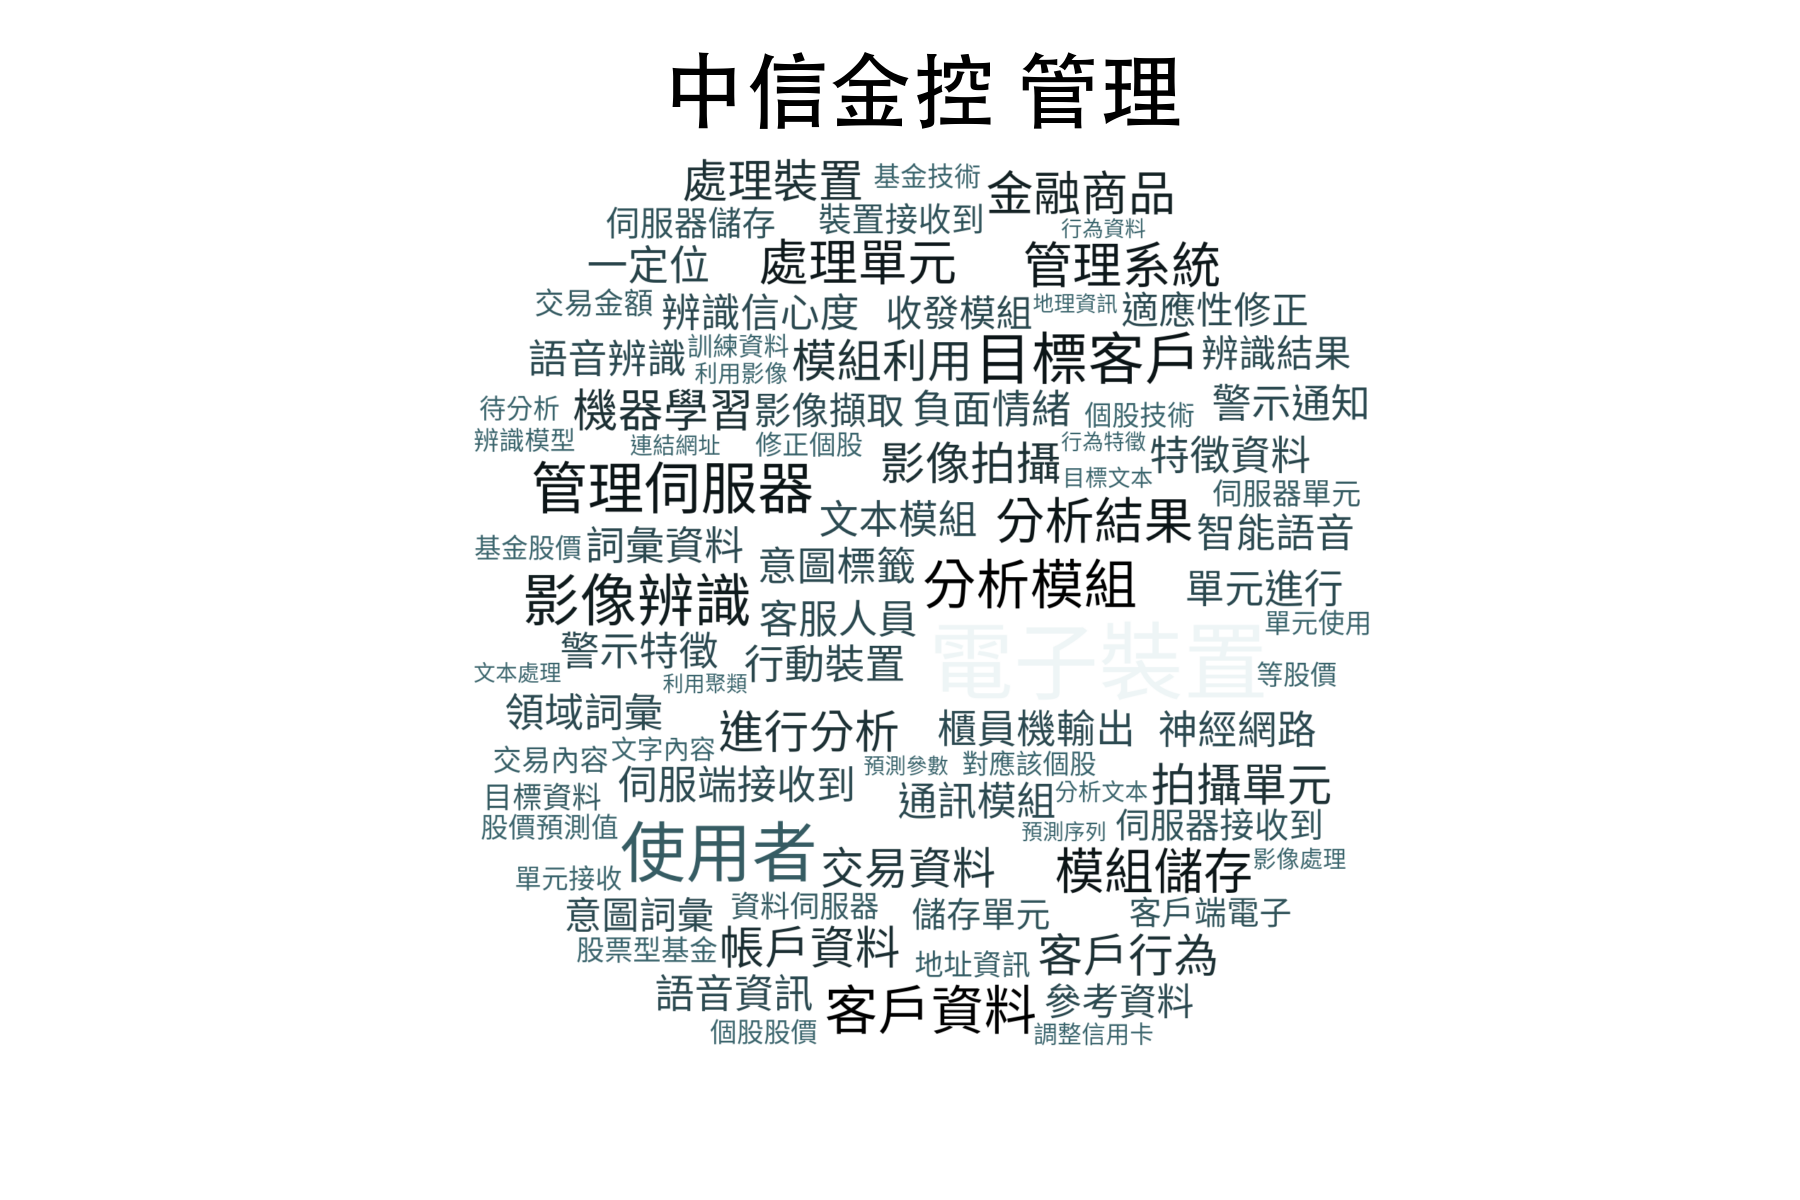 中信金控 管理
處理裝置 基金技術 金融商品
伺服器儲存 裝置接收到 行為資料
一定位 處理單元 管理系統
交易金額 辨識信心度 收發模組 地理資訊 適應性修正
語音辨識 訓練資料 模組利用 目標客戶 辨識結果
利用影像
待分析 機器學習 影像擷取 負面情緒 個股技術 警示通知
辨識模型 連結網址 修正個股 影像拍攝 行為特徵 特徵資料
管理伺服器 目標文本 伺服器單元
文本模組 分析結果 智能語音
基金股價 詞彙資料 意圖標籤 分析模組 單元進行
影像辨識 客服人員 單元使用
警示特徵 行動裝置 電子裝置 等股價
文本處理 利用聚類
領域詞彙 進行分析 櫃員機輸出 神經網路
交易內容 文字內容 預測參數 對應該個股
目標資料 伺服端接收到 通訊模組 分析文本 拍攝單元
股價預測值 使用者 預測序列 伺服器接收到
單元接收 交易資料 模組儲存 影像處理
意圖詞彙 資料伺服器 儲存單元 客戶端電子
股票型基金 帳戶資料 地址資訊 客戶行為
語音資訊 客戶資料 參考資料
個股股價 調整信用卡